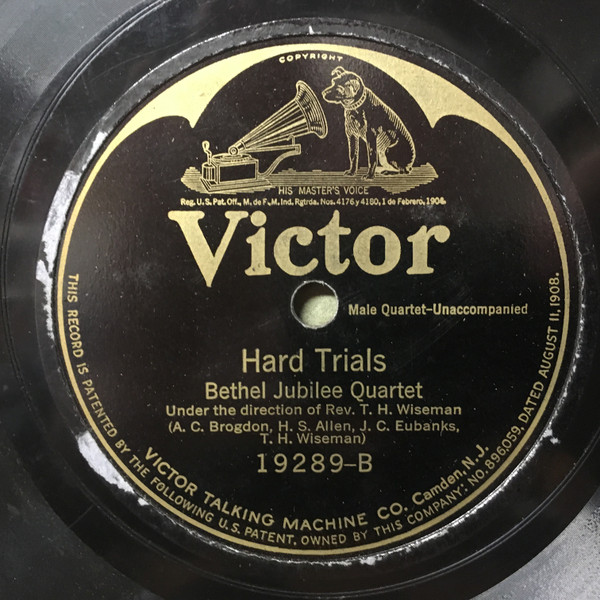 COPYRIGHT
HIS MASTER'S VOICE
Reg. U.S. Pat. Off., M. de F., M. Ind. Rgtrda. Nos. 4176 y 4180, 1 de Febrero, 1908.
Victor
Male Quartet-Unaccompanied
Hard Trials
Bethel Jubilee Quartet
Under the direction of Rev. T. H. Wiseman
(A. C. Brogdon, H. S. Allen, J. C. Eubanks,
T. H. Wiseman)
19289-B
VICTOR TALKING MACHINE CO. Camden, N.J.
THIS RECORD IS PATENTED BY THE FOLLOWING U.S. PATENT, OWNED BY THIS COMPANY: NO. 896059, DATED AUGUST 11, 1908.